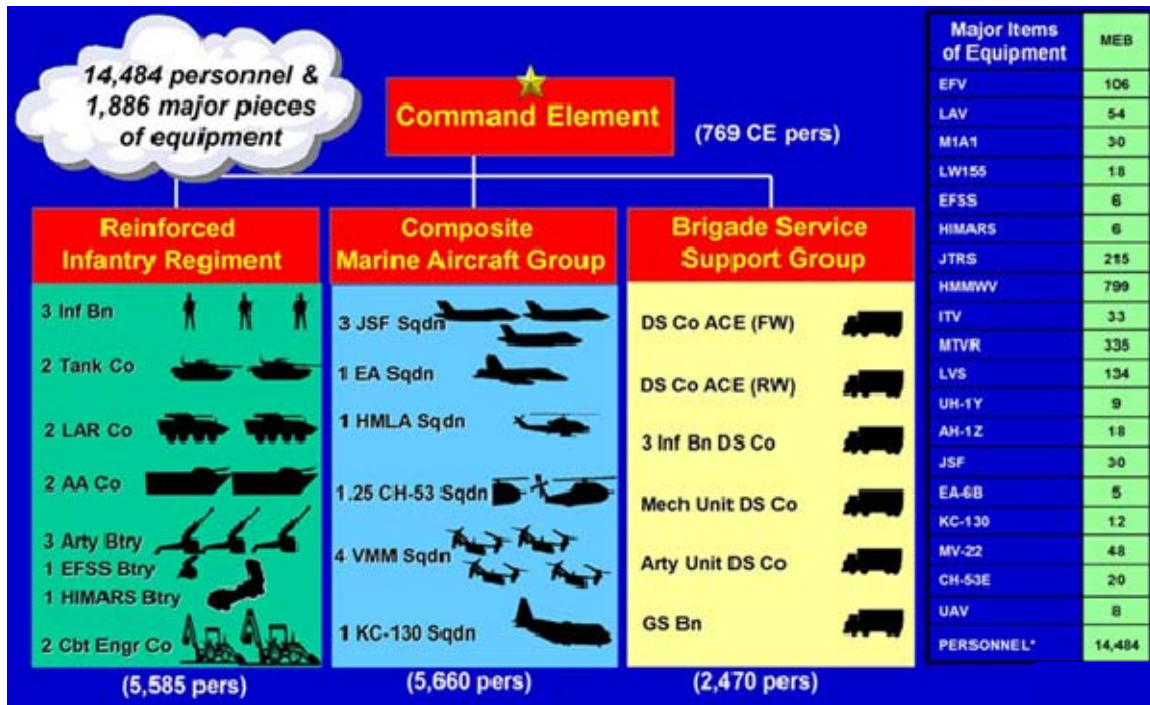 14,484 personnel &
1,886 major pieces
of equipment
Command Element
(769 CE pers)
Reinforced
Infantry Regiment
3 Inf Bn
2 Tank Co
2 LAR Co
2 AA Co
3 Arty Btry
1 EFSS Btry
1 HIMARS Btry
2 Cbt Engr Co
(5,585 pers)
Composite
Marine Aircraft Group
3 JSF Sqdn
1 EA Sqdn
1 HMLA Sqdn
1.25 CH-53 Sqdn
4 VMM Sqdn
1 KC-130 Sqdn
(5,660 pers)
Brigade Service
Support Group
DS Co ACE (FW)
DS Co ACE (RW)
3 Inf Bn DS Co
Mech Unit DS Co
Arty Unit DS Co
GS Bn
(2,470 pers)
Major Items
of Equipment MEB
EFV 106
LAV 54
M1A1 30
LW155 18
EFSS 6
HIMARS 6
JTRS 215
HMMWV 799
ITV 33
MTVR 335
LVS 134
UH-1Y 9
AH-1Z 18
JSF 30
EA-6B 5
KC-130 12
MV-22 48
CH-53E 20
UAV 8
PERSONNEL* 14,484